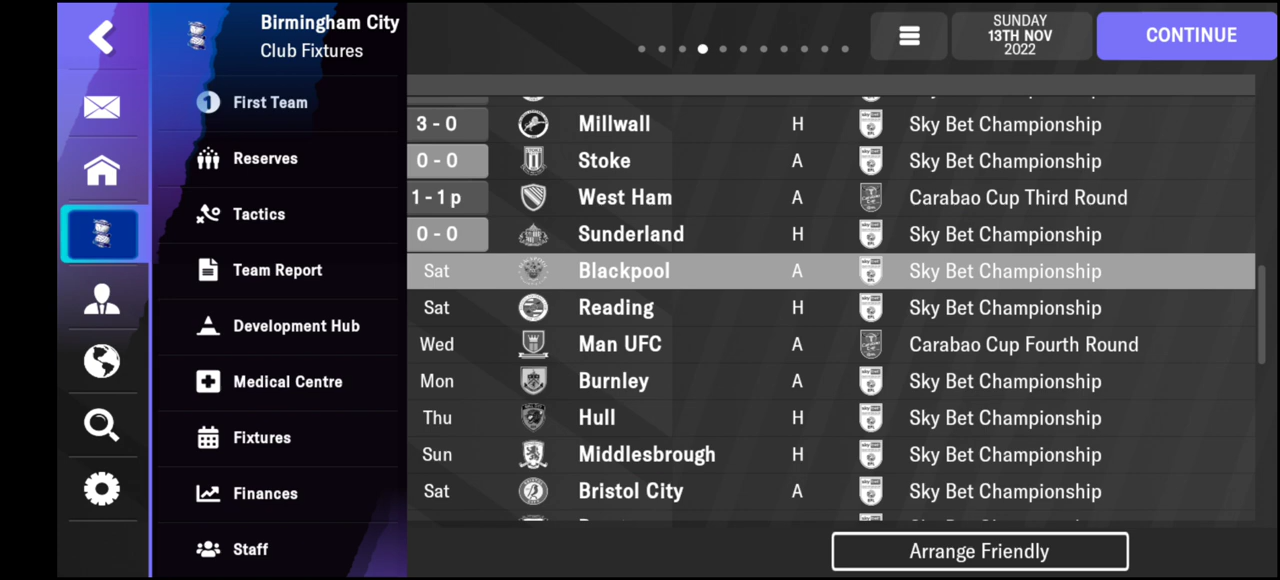 Birmingham City
Club Fixtures
SUNDAY
13TH NOV
2022
CONTINUE
1 First Team
Reserves
Tactics
Team Report
Development Hub
Medical Centre
Fixtures
Finances
Staff
3 - 0 Millwall H Sky Bet Championship
0 - 0 Stoke A Sky Bet Championship
1 - 1 p West Ham A Carabao Cup Third Round
0 - 0 Sunderland H Sky Bet Championship
Sat Blackpool A Sky Bet Championship
Sat Reading H Sky Bet Championship
Wed Man UFC A Carabao Cup Fourth Round
Mon Burnley A Sky Bet Championship
Thu Hull H Sky Bet Championship
Sun Middlesbrough H Sky Bet Championship
Sat Bristol City A Sky Bet Championship
Arrange Friendly